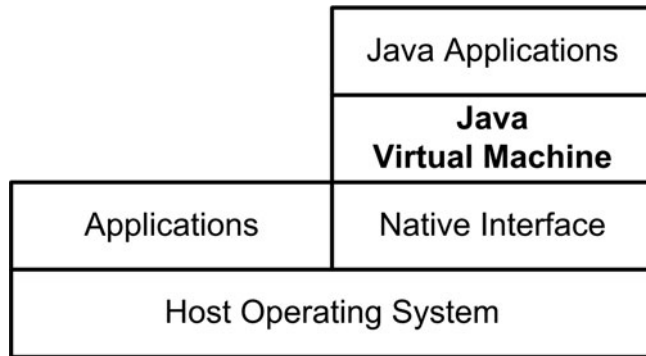 Java Applications
Java
Virtual Machine
Applications
Native Interface
Host Operating System